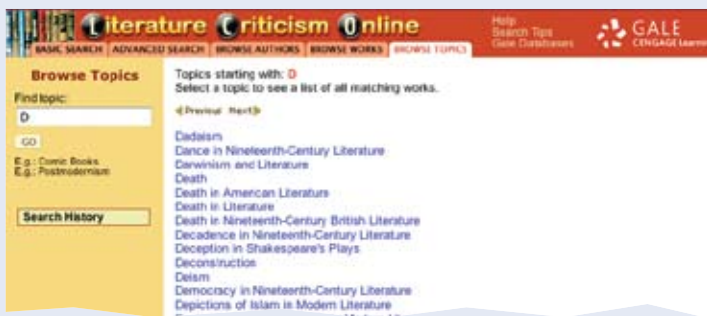 Literature Criticism Online
Help
Search Tips
Gale Databases
GALE
CENGAGE Learning
BASIC SEARCH ADVANCED SEARCH BROWSE AUTHORS BROWSE WORKS BROWSE TOPICS
Browse Topics
Find topic:
D
GO
E.g.: Comic Books
E.g.: Postmodernism
Search History
Topics starting with: D
Select a topic to see a list of all matching works.
Previous Next
Dadaism
Dance in Nineteenth-Century Literature
Darwinism and Literature
Death
Death in American Literature
Death in Literature
Death in Nineteenth-Century British Literature
Decadence in Nineteenth-Century Literature
Deception in Shakespeare's Plays
Deconstruction
Deism
Democracy in Nineteenth-Century Literature
Depictions of Islam in Modern Literature